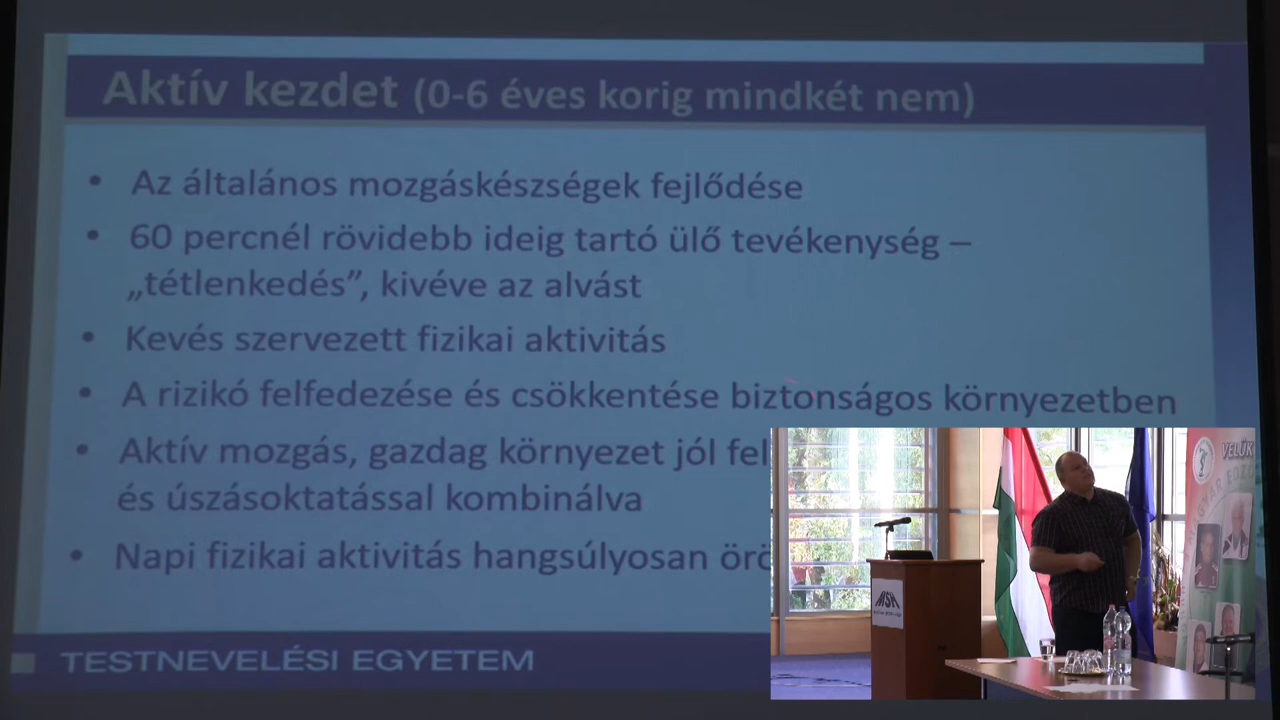 Aktív kezdet (0-6 éves korig mindkét nem)
• Az általános mozgáskészségek fejlődése
• 60 percnél rövidebb ideig tartó ülő tevékenység –
„tétlenkedés”, kivéve az alvást
• Kevés szervezett fizikai aktivitás
• A rizikó felfedezése és csökkentése biztonságos környezetben
• Aktív mozgás, gazdag környezet jól fel
és úszásoktatással kombinálva
• Napi fizikai aktivitás hangsúlyosan örö
TESTNEVELÉSI EGYETEM
MSH
VELÜK